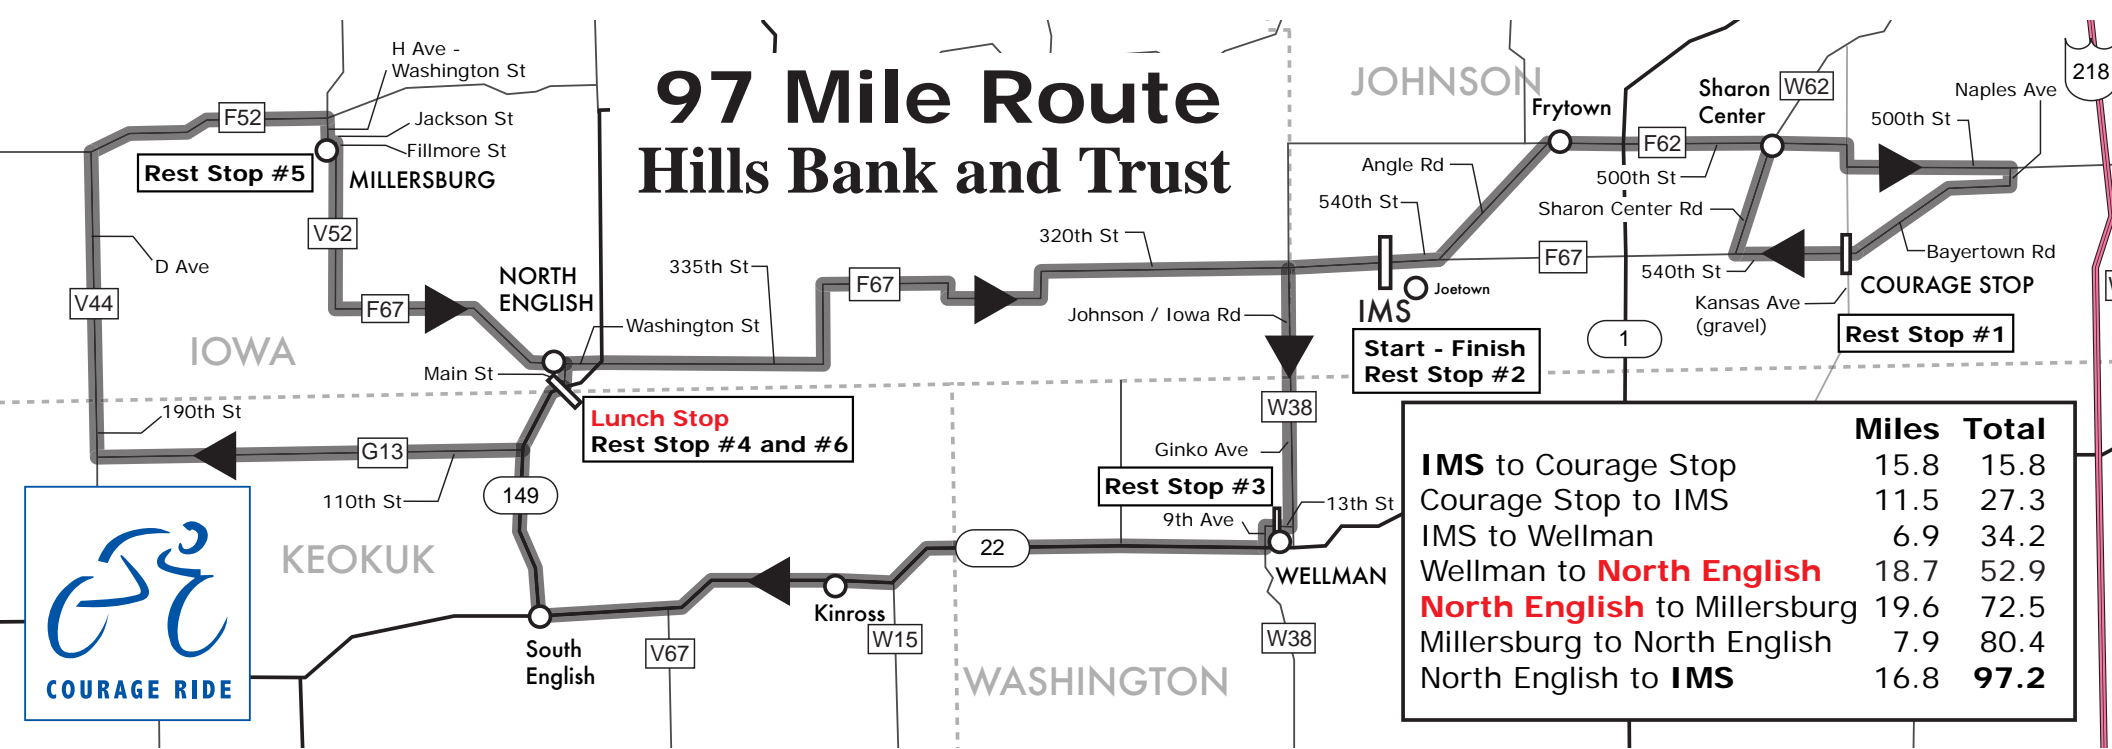 97 Mile Route
Hills Bank and Trust
H Ave -
Washington St
F52
Jackson St
Fillmore St
Rest Stop #5
MILLERSBURG
V52
D Ave
V44
F67
NORTH
ENGLISH
335th St
Washington St
IOWA
Main St
190th St
Lunch Stop
Rest Stop #4 and #6
G13
110th St
149
KEOKUK
COURAGE RIDE
South
English
V67
Kinross
W15
22
WASHINGTON
W38
WELLMAN
9th Ave
13th St
Rest Stop #3
Ginko Ave
W38
Johnson / Iowa Rd
320th St
F67
JOHNSON
Frytown
Angle Rd
540th St
IMS
Joetown
Start - Finish
Rest Stop #2
F62
500th St
Sharon
Center
W62
500th St
Naples Ave
218
Sharon Center Rd
F67
540th St
Bayertown Rd
Kansas Ave
(gravel)
COURAGE STOP
Rest Stop #1
1
Miles Total
IMS to Courage Stop 15.8 15.8
Courage Stop to IMS 11.5 27.3
IMS to Wellman 6.9 34.2
Wellman to North English 18.7 52.9
North English to Millersburg 19.6 72.5
Millersburg to North English 7.9 80.4
North English to IMS 16.8 97.2